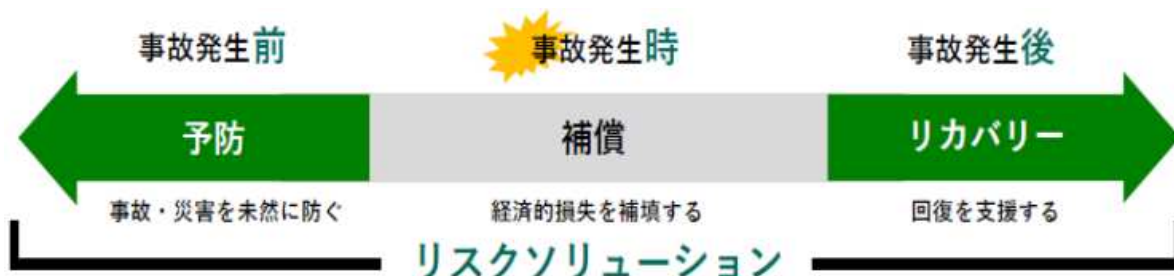 事故発生前
事故発生時
事故発生後
予防
補償
リカバリー
事故・災害を未然に防ぐ
経済的損失を補填する
回復を支援する
リスクソリューション